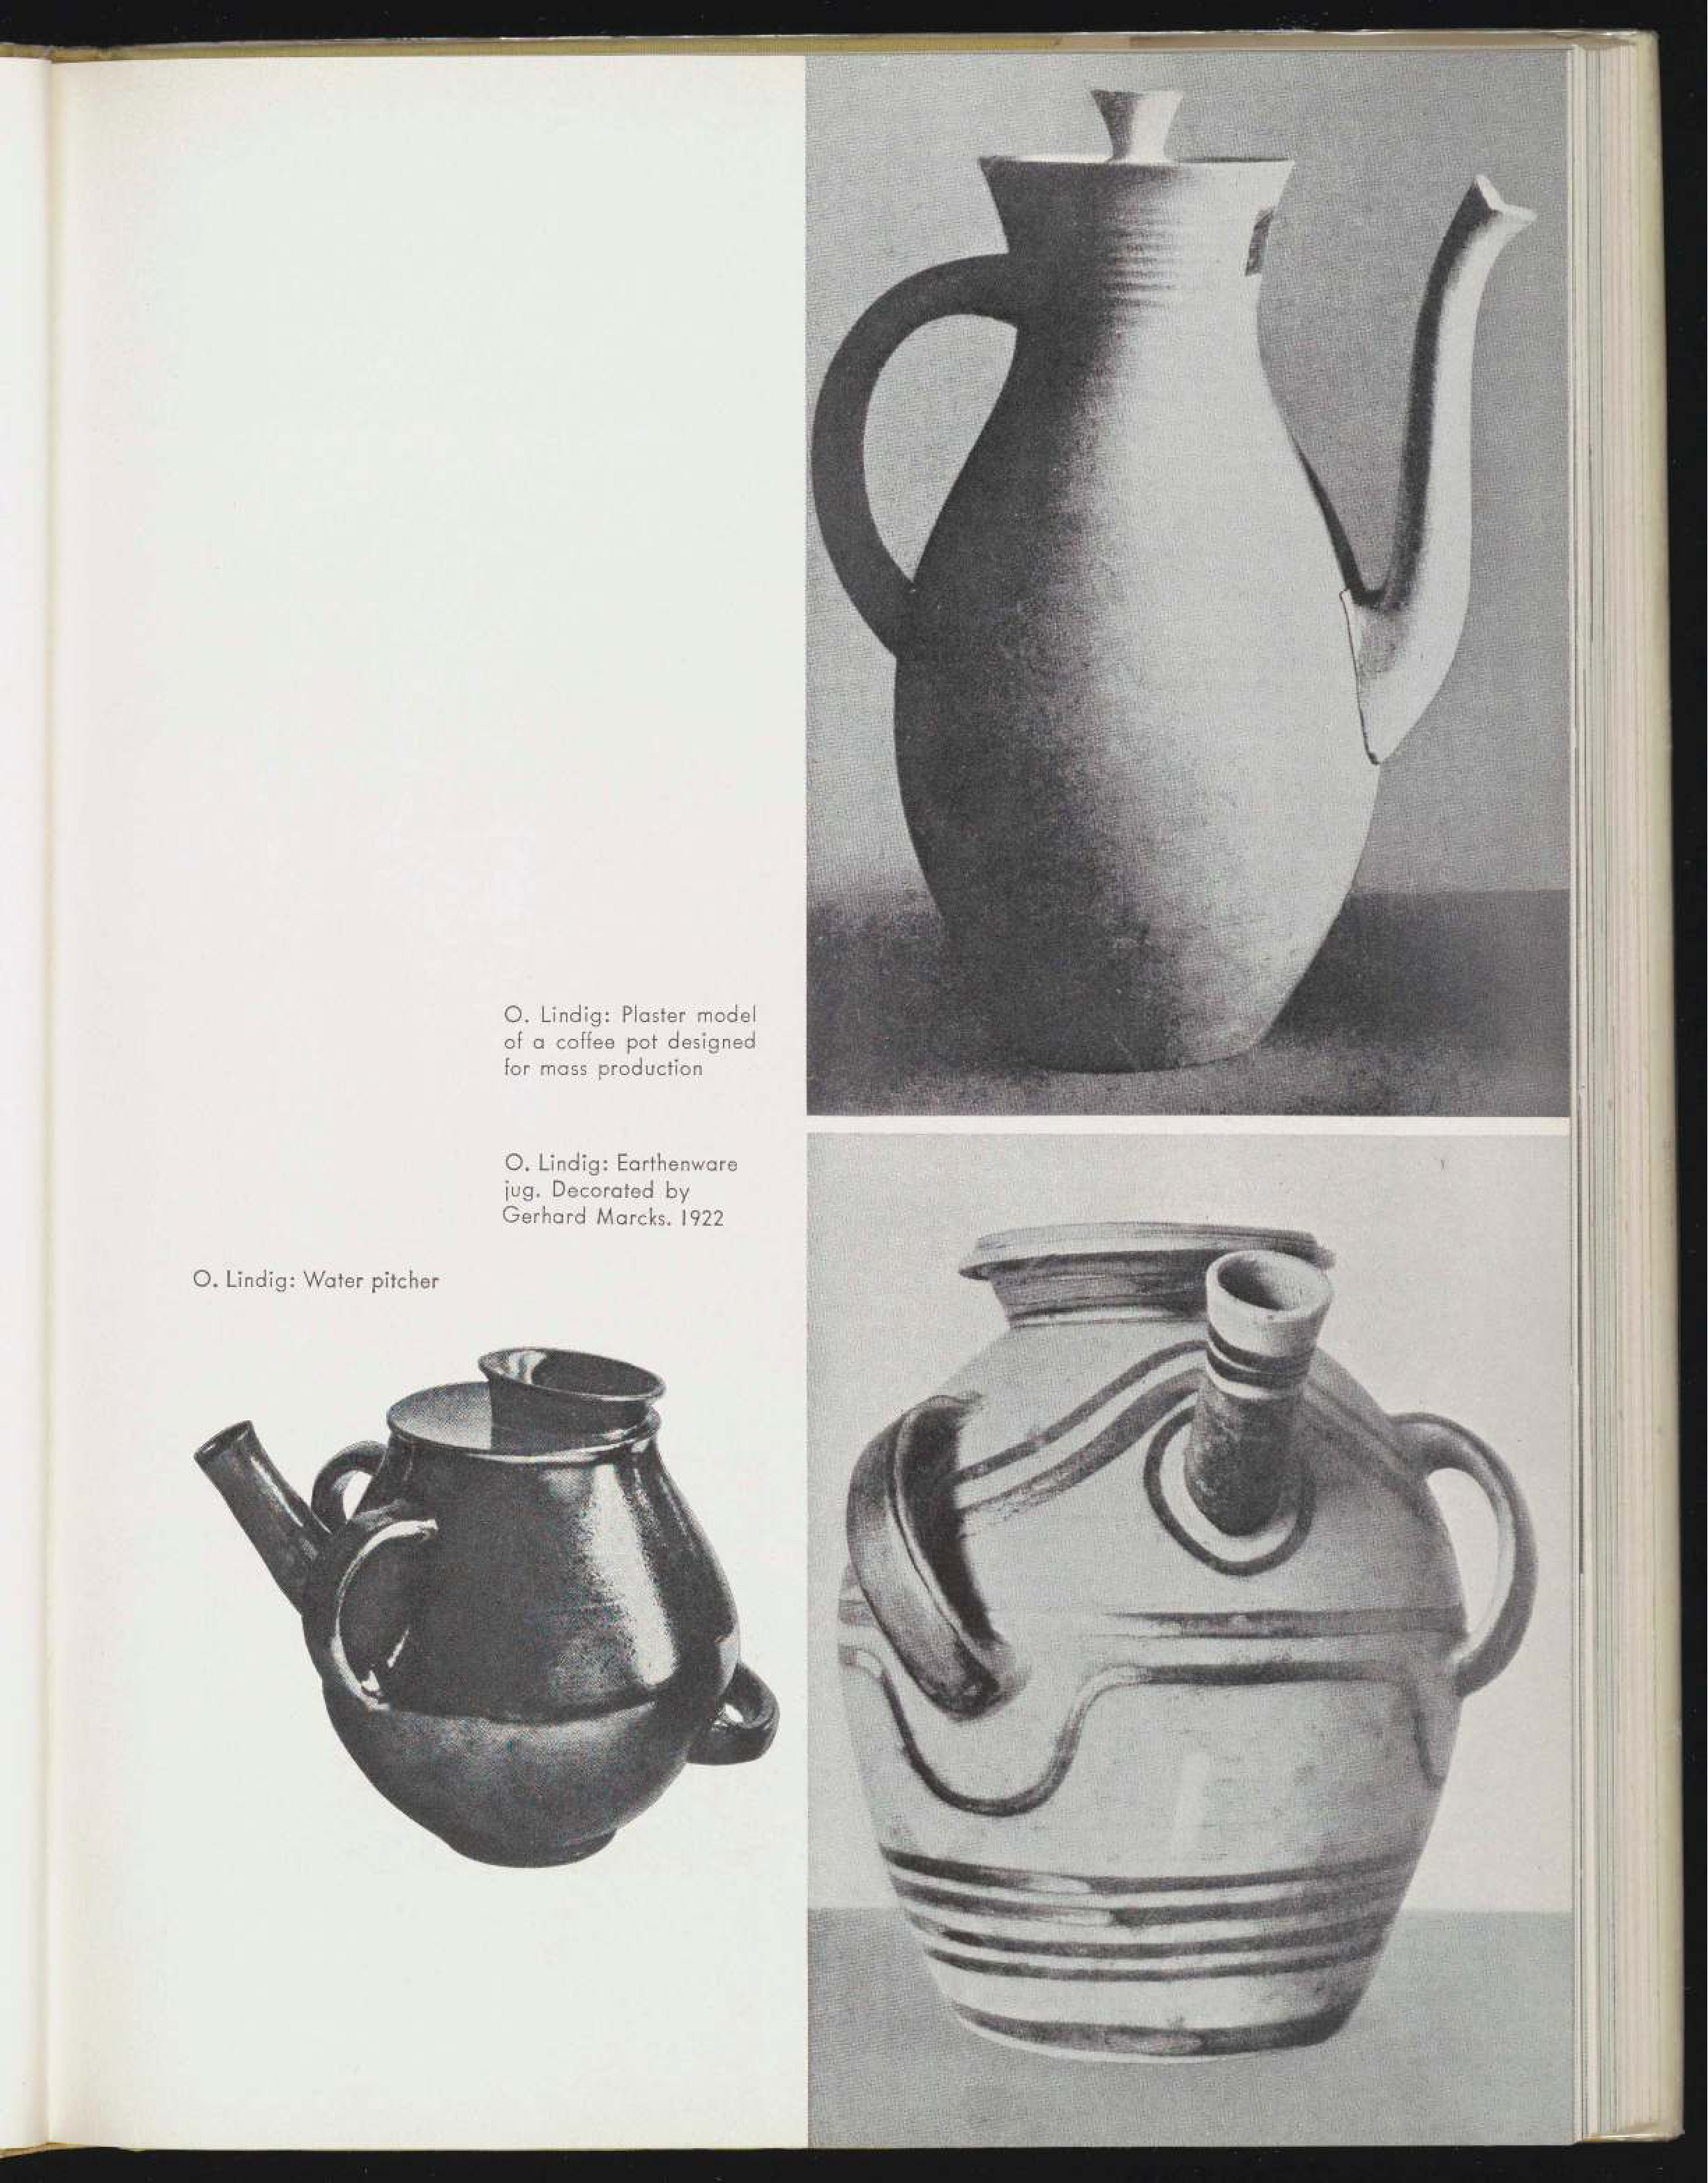 O. Lindig: Plaster model
of a coffee pot designed
for mass production
O. Lindig: Earthenware
jug. Decorated by
Gerhard Marcks. 1922
O. Lindig: Water pitcher